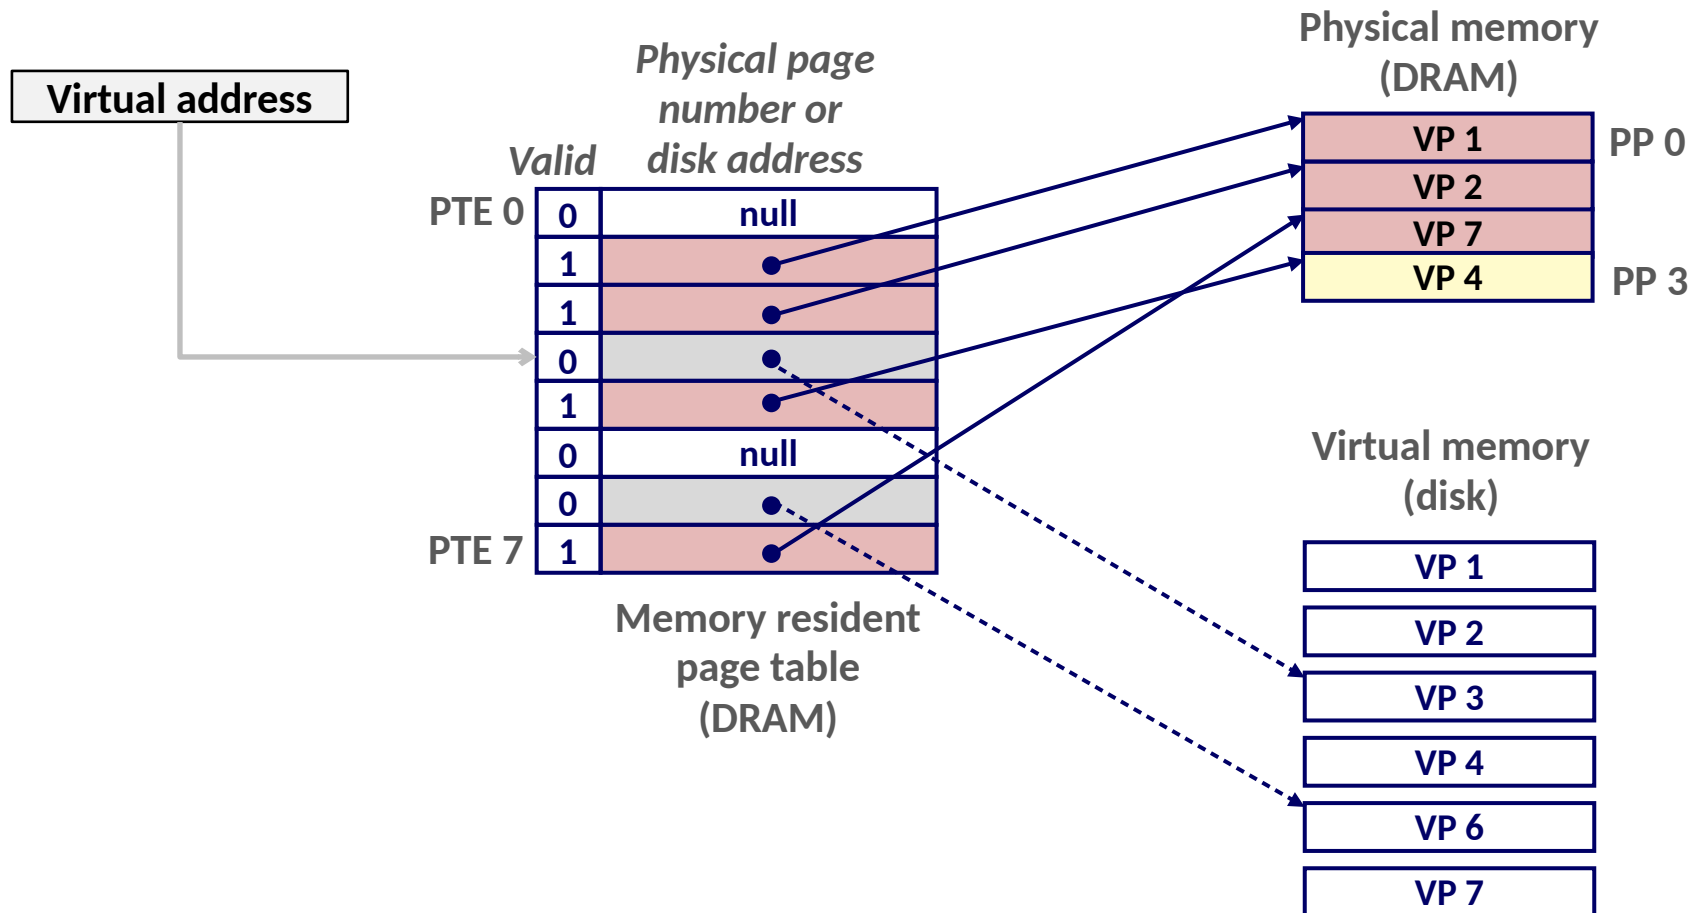 Virtual address
Physical page
number or
disk address
Valid
PTE 0
0 null
1
1
0
1
0 null
0
PTE 7 1
Memory resident
page table
(DRAM)
Physical memory
(DRAM)
VP 1 PP 0
VP 2
VP 7
VP 4 PP 3
Virtual memory
(disk)
VP 1
VP 2
VP 3
VP 4
VP 6
VP 7